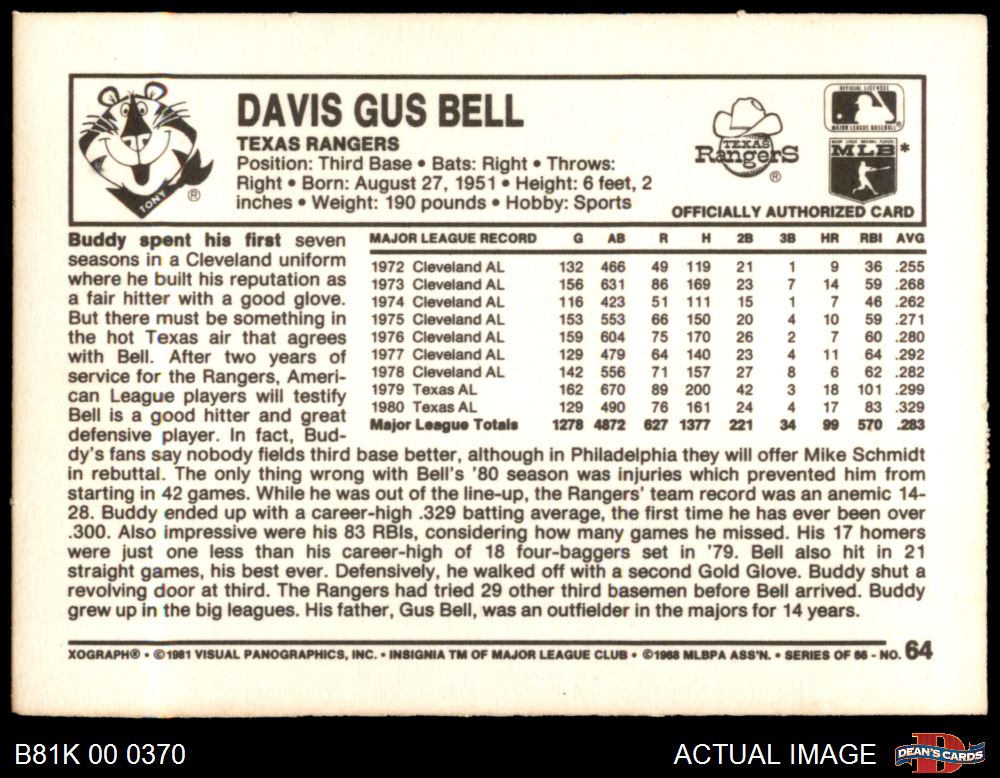 TONY ®
DAVIS GUS BELL
TEXAS RANGERS
Position: Third Base • Bats: Right • Throws:
Right • Born: August 27, 1951 • Height: 6 feet, 2
inches • Weight: 190 pounds • Hobby: Sports
TEXAS
RangerS
®
OFFICIAL LICENSEE
MAJOR LEAGUE BASEBALL
MAJOR LEAGUE BASEBALL PLAYERS
MLB *
OFFICIALLY AUTHORIZED CARD
Buddy spent his first seven
seasons in a Cleveland uniform
where he built his reputation as
a fair hitter with a good glove.
But there must be something in
the hot Texas air that agrees
with Bell. After two years of
service for the Rangers, Ameri-
can League players will testify
Bell is a good hitter and great
defensive player. In fact, Bud-
MAJOR LEAGUE RECORD G AB R H 2B 3B HR RBI AVG
1972 Cleveland AL 132 466 49 119 21 1 9 36 .255
1973 Cleveland AL 156 631 86 169 23 7 14 59 .268
1974 Cleveland AL 116 423 51 111 15 1 7 46 .262
1975 Cleveland AL 153 553 66 150 20 4 10 59 .271
1976 Cleveland AL 159 604 75 170 26 2 7 60 .280
1977 Cleveland AL 129 479 64 140 23 4 11 64 .292
1978 Cleveland AL 142 556 71 157 27 8 6 62 .282
1979 Texas AL 162 670 89 200 42 3 18 101 .299
1980 Texas AL 129 490 76 161 24 4 17 83 .329
Major League Totals 1278 4872 627 1377 221 34 99 570 .283
dy's fans say nobody fields third base better, although in Philadelphia they will offer Mike Schmidt
in rebuttal. The only thing wrong with Bell's '80 season was injuries which prevented him from
starting in 42 games. While he was out of the line-up, the Rangers' team record was an anemic 14-
28. Buddy ended up with a career-high .329 batting average, the first time he has ever been over
.300. Also impressive were his 83 RBIs, considering how many games he missed. His 17 homers
were just one less than his career-high of 18 four-baggers set in '79. Bell also hit in 21
straight games, his best ever. Defensively, he walked off with a second Gold Glove. Buddy shut a
revolving door at third. The Rangers had tried 29 other third basemen before Bell arrived. Buddy
grew up in the big leagues. His father, Gus Bell, was an outfielder in the majors for 14 years.
XOGRAPH® • ©1981 VISUAL PANOGRAPHICS, INC. • INSIGNIA TM OF MAJOR LEAGUE CLUB • ©1968 MLBPA ASS'N. • SERIES OF 66 - NO. 64
B81K 00 0370
ACTUAL IMAGE
DEAN'S CARDS